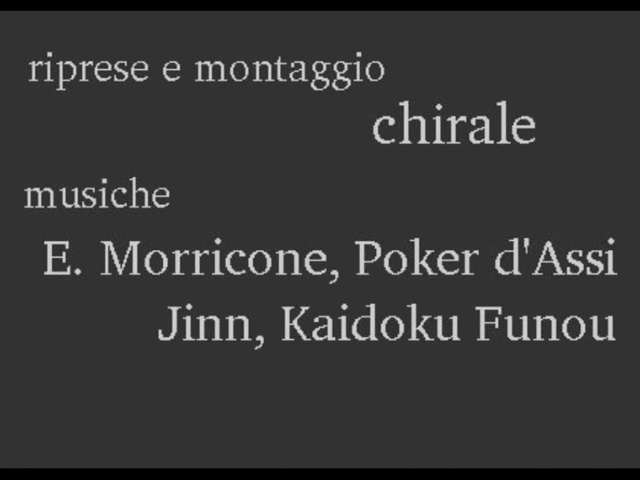 riprese e montaggio
chirale
musiche
E. Morricone, Poker d'Assi
Jinn, Kaidoku Funou